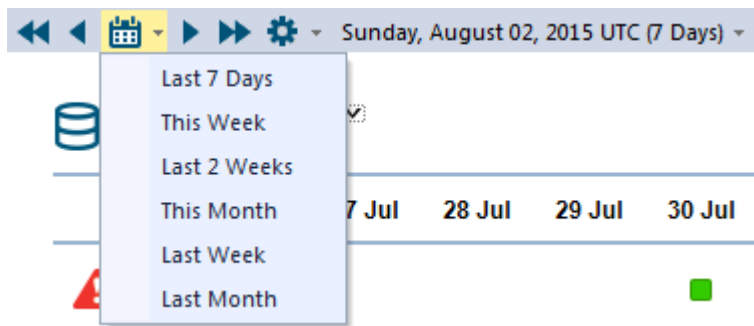 Sunday, August 02, 2015 UTC (7 Days)
Last 7 Days
This Week
Last 2 Weeks
This Month
7 Jul 28 Jul 29 Jul 30 Jul
Last Week
Last Month